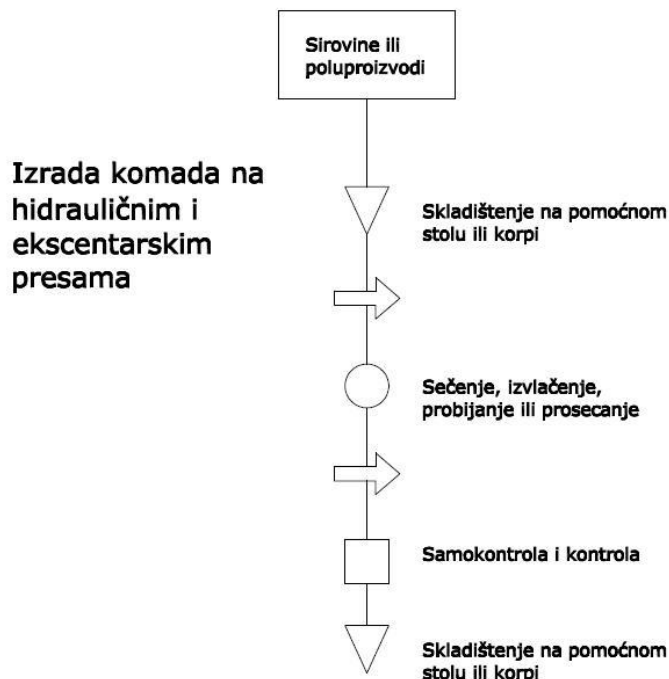 Sirovine ili
poluproizvodi
Izrada komada na
hidrauličnim i
ekscentarskim
presama
Skladištenje na pomoćnom
stolu ili korpi
Sečenje, izvlačenje,
probijanje ili prosecanje
Samokontrola i kontrola
Skladištenje na pomoćnom
stolu ili korpi